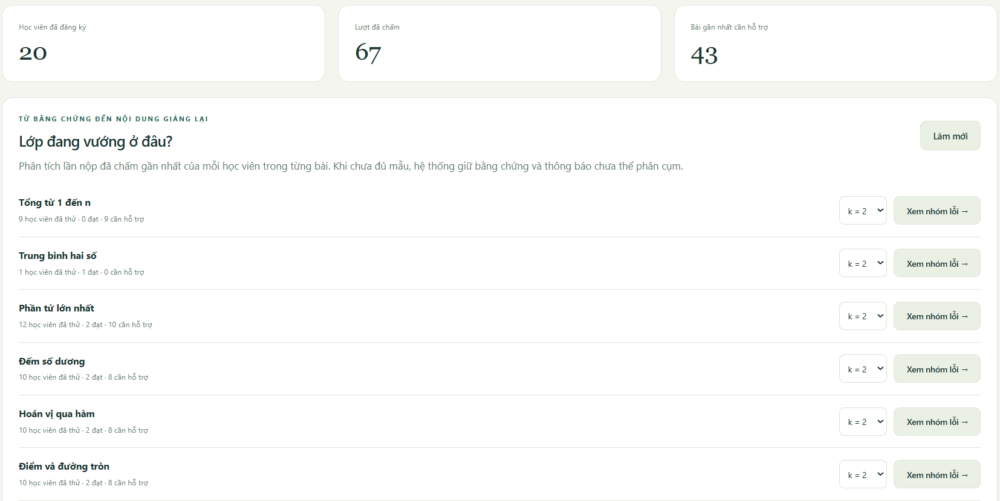 Học viên đã đăng ký
20
Lượt đã chấm
67
Bài gần nhất cần hỗ trợ
43
TỪ BẰNG CHỨNG ĐẾN NỘI DUNG GIẢNG LẠI
Lớp đang vướng ở đâu?
Làm mới
Phân tích lần nộp đã chấm gần nhất của mỗi học viên trong từng bài. Khi chưa đủ mẫu, hệ thống giữ bằng chứng và thông báo chưa thể phân cụm.
Tổng từ 1 đến n
9 học viên đã thử · 0 đạt · 9 cần hỗ trợ
k = 2
Xem nhóm lỗi →
Trung bình hai số
1 học viên đã thử · 1 đạt · 0 cần hỗ trợ
k = 2
Xem nhóm lỗi →
Phần tử lớn nhất
12 học viên đã thử · 2 đạt · 10 cần hỗ trợ
k = 2
Xem nhóm lỗi →
Đếm số dương
10 học viên đã thử · 2 đạt · 8 cần hỗ trợ
k = 2
Xem nhóm lỗi →
Hoán vị qua hàm
10 học viên đã thử · 2 đạt · 8 cần hỗ trợ
k = 2
Xem nhóm lỗi →
Điểm và đường tròn
10 học viên đã thử · 2 đạt · 8 cần hỗ trợ
k = 2
Xem nhóm lỗi →